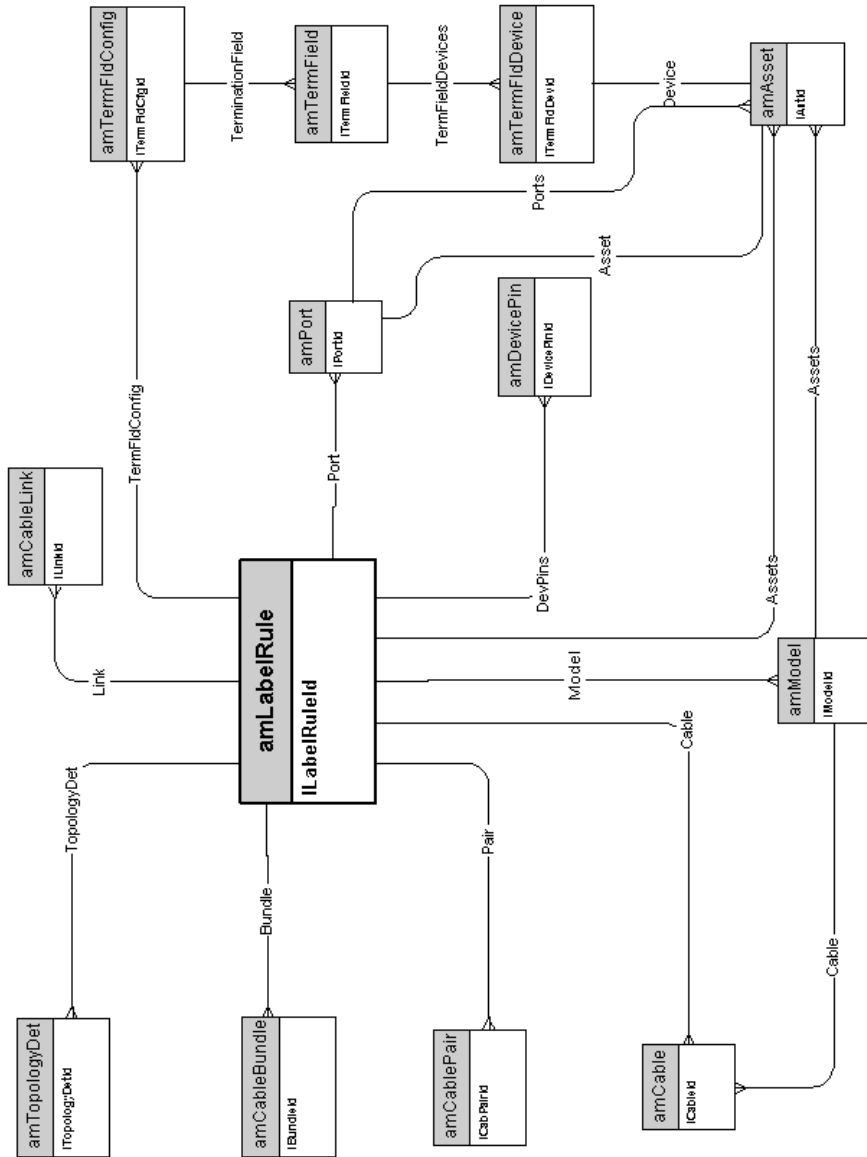 amTopologyDet
lTopologyDetId
TopologyDet
amCableLink
lLinkId
Link
amTermFldConfig
lTermFldCfgId
TermFldConfig
TerminationField
amTermField
lTermFieldId
TermFieldDevices
amTermFldDevice
lTermFldDevId
Device
amCableBundle
lBundleId
Bundle
amLabelRule
lLabelRuleId
Port
amPort
lPortId
Ports
Asset
amCablePair
lCabPairId
Pair
DevPins
amDevicePin
lDevicePinId
amCable
lCableId
Cable
Model
amModel
lModelId
Assets
Assets
amAsset
lAstId
Cable